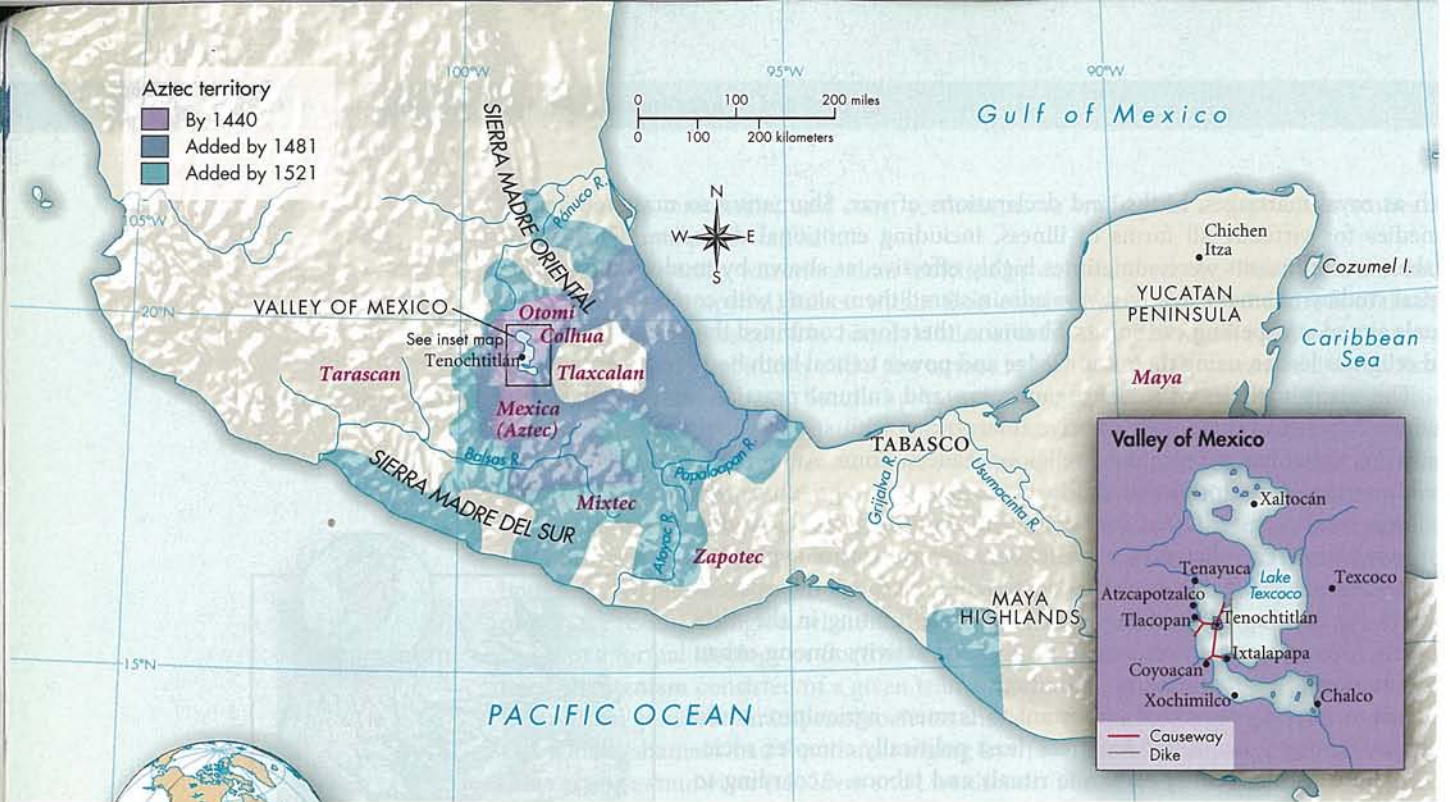 Aztec territory
By 1440
Added by 1481
Added by 1521
100°W
95°W
90°W
0 100 200 miles
0 100 200 kilometers
Gulf of Mexico
SIERRA MADRE ORIENTAL
Pánuco R.
N
W E
S
105°W
20°N
VALLEY OF MEXICO
See inset map
Tenochtitlán
Otomi
Colhua
Tarascan
Tlaxcalan
Mexica
(Aztec)
Chichen
Itza
Cozumel I.
YUCATAN
PENINSULA
Caribbean
Sea
Maya
Balsas R.
SIERRA MADRE DEL SUR
Mixtec
Papaloapan R.
Atoyac R.
Zapotec
TABASCO
Grijalva R.
Usumacinta R.
MAYA
HIGHLANDS
15°N
PACIFIC OCEAN
Valley of Mexico
Xaltocán
Tenayuca
Lake
Texcoco
Texcoco
Atzcapotzalco
Tlacopan
Tenochtitlán
Ixtalapapa
Coyoacan
Xochimilco
Chalco
Causeway
Dike